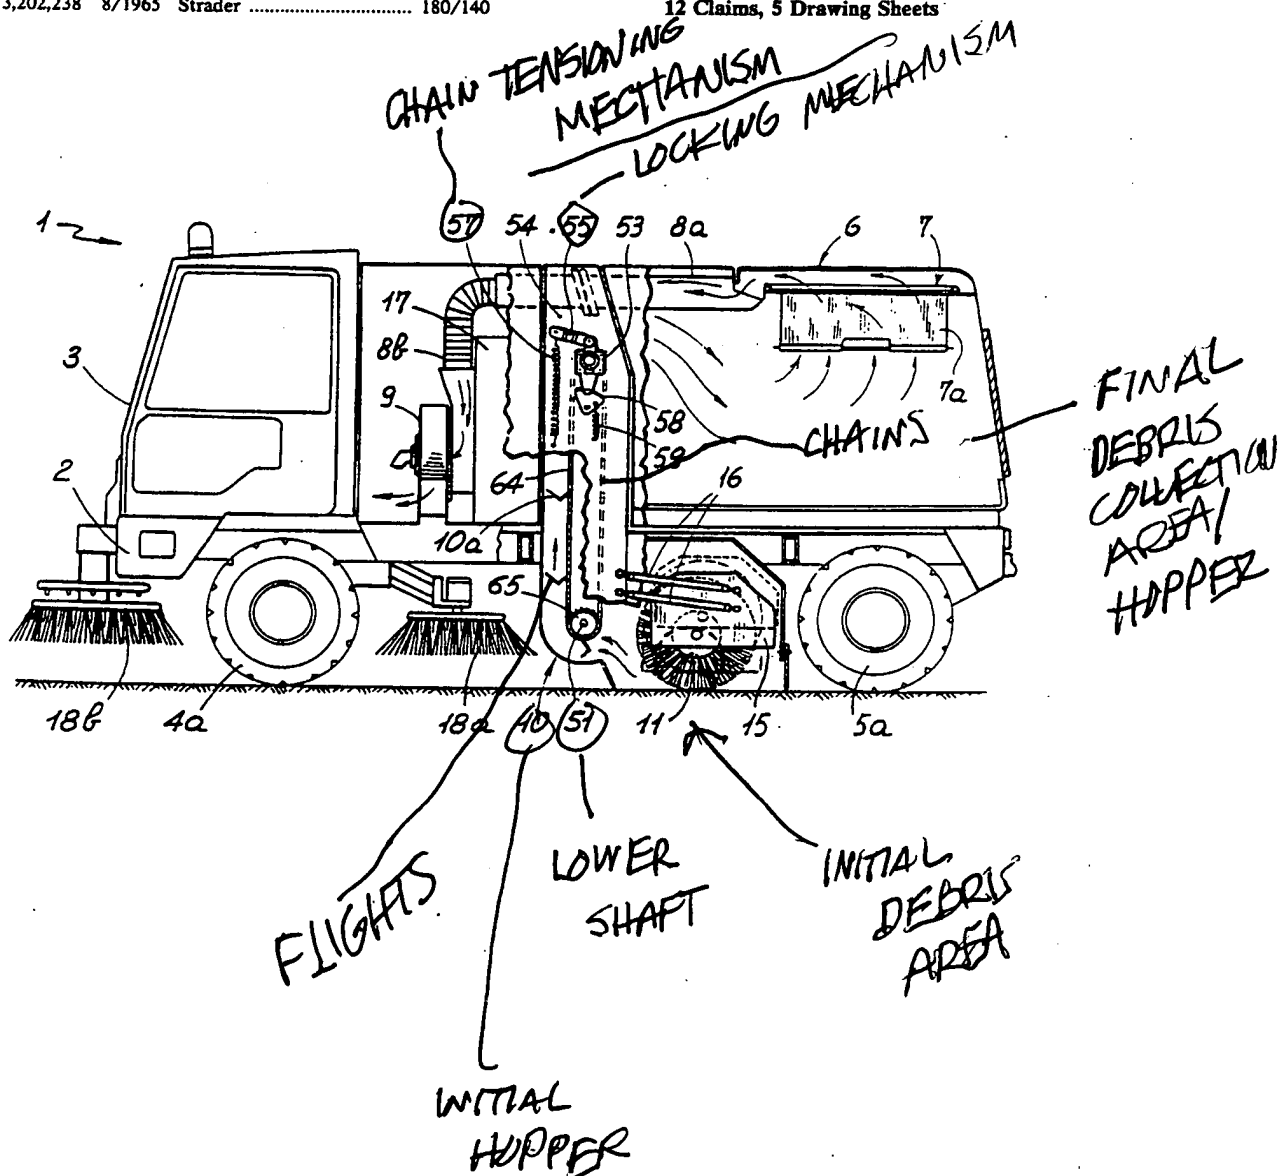 3,202,238 8/1965 Strader ................................ 180/140
12 Claims, 5 Drawing Sheets
CHAIN TENSIONING
MECHANISM
LOCKING MECHANISM
1
57
54
55
53
8a
6
7
17
8b
3
9
7a
58
CHAINS
59
FINAL
DEBRIS
COLLECTION
AREA/
HOPPER
2
64
16
10a
65
18b
4a
18a
10
51
11
15
5a
FLIGHTS
LOWER
SHAFT
INITIAL
DEBRIS
AREA
INITIAL
HOPPER